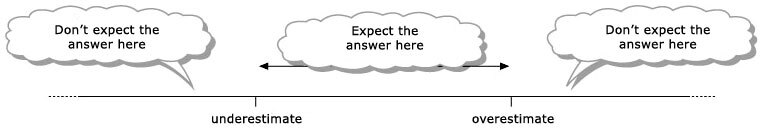 Don't expect the
answer here
Expect the
answer here
Don't expect the
answer here
underestimate
overestimate